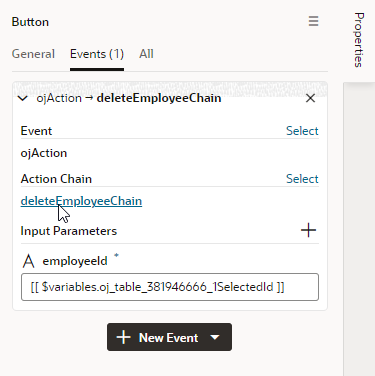 Button
General Events (1) All
Properties
ojAction → deleteEmployeeChain
Event Select
ojAction
Action Chain Select
deleteEmployeeChain
Input Parameters
employeeId *
[[ $variables.oj_table_381946666_1SelectedId ]]
New Event